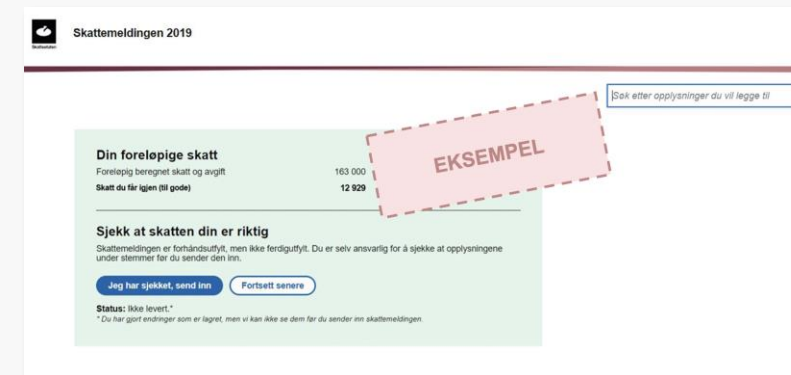 Skatteetaten
Skattemeldingen 2019
Søk etter opplysninger du vil legge til
EKSEMPEL
Din foreløpige skatt
Foreløpig beregnet skatt og avgift 163 000
Skatt du får igjen (til gode) 12 929
Sjekk at skatten din er riktig
Skattemeldingen er forhåndsutfylt, men ikke ferdigutfylt. Du er selv ansvarlig for å sjekke at opplysningene
under stemmer før du sender den inn.
Jeg har sjekket, send inn Fortsett senere
Status: Ikke levert.*
* Du har gjort endringer som er lagret, men vi kan ikke se dem før du sender inn skattemeldingen.